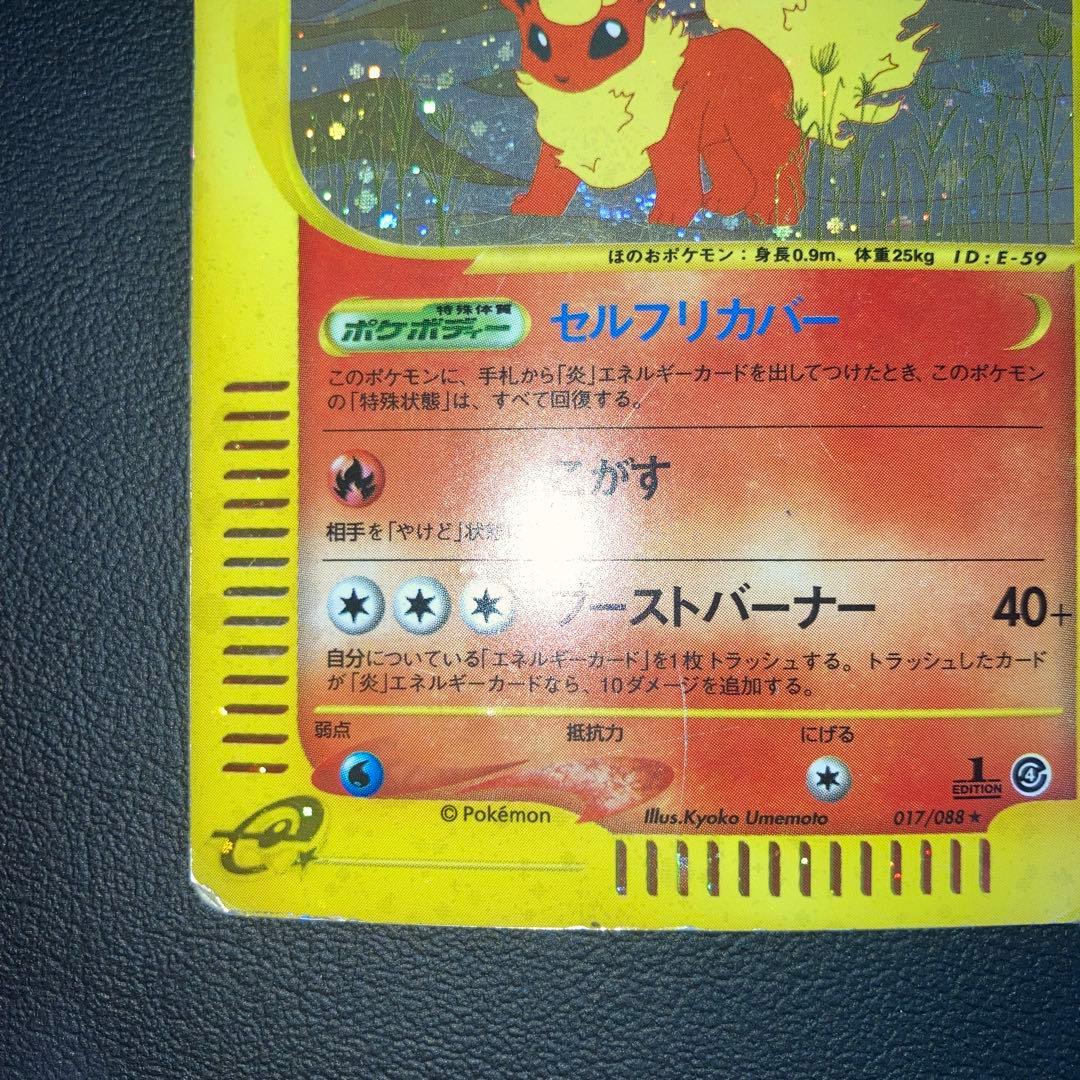 ほのおポケモン：身長0.9m、体重25kg ID:E-59
特殊体質
ポケボディー セルフリカバー
このポケモンに、手札から「炎」エネルギーカードを出してつけたとき、このポケモン
の「特殊状態」は、すべて回復する。
こがす
相手を「やけど」状態に
ブーストバーナー 40+
自分についている「エネルギーカード」を1枚トラッシュする。トラッシュしたカード
が「炎」エネルギーカードなら、10ダメージを追加する。
弱点 抵抗力 にげる
1
EDITION
4
© Pokémon Illus.Kyoko Umemoto 017/088★
e